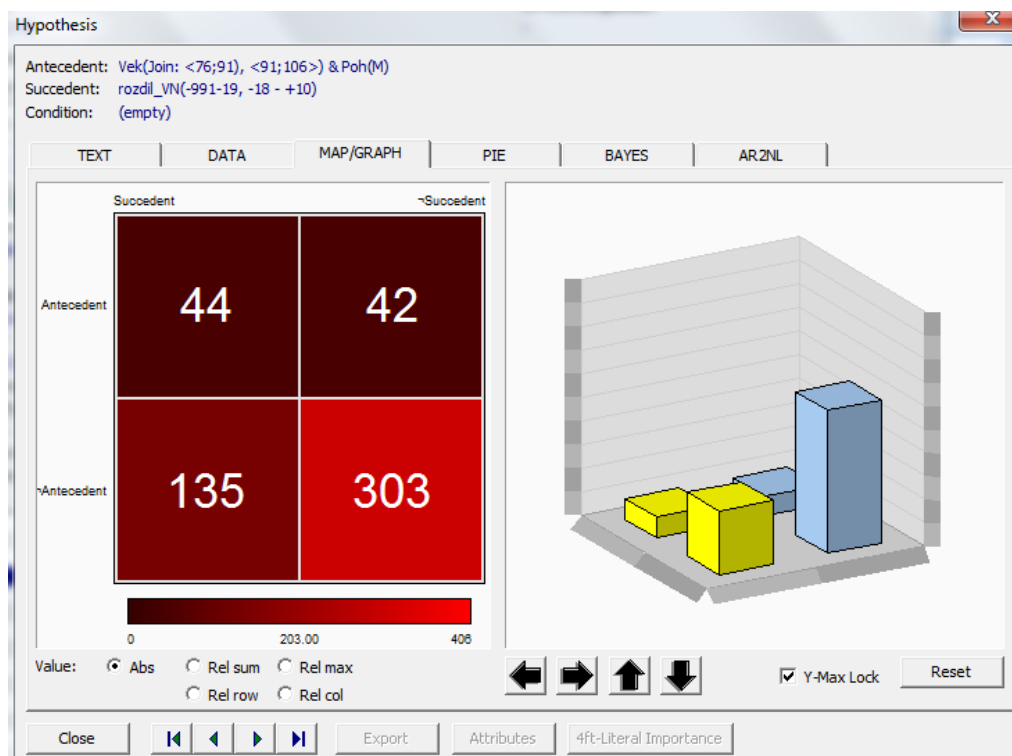 Hypothesis
Antecedent: Vek(Join: <76;91), <91;106>) & Poh(M)
Succedent: rozdil_VN(-991-19, -18 - +10)
Condition: (empty)
TEXT DATA MAP/GRAPH PIE BAYES AR2NL
Succedent ¬Succedent
Antecedent 44 42
¬Antecedent 135 303
0 203.00 406
Value: Abs Rel sum Rel max
Rel row Rel col
Y-Max Lock Reset
Close Export Attributes 4ft-Literal Importance